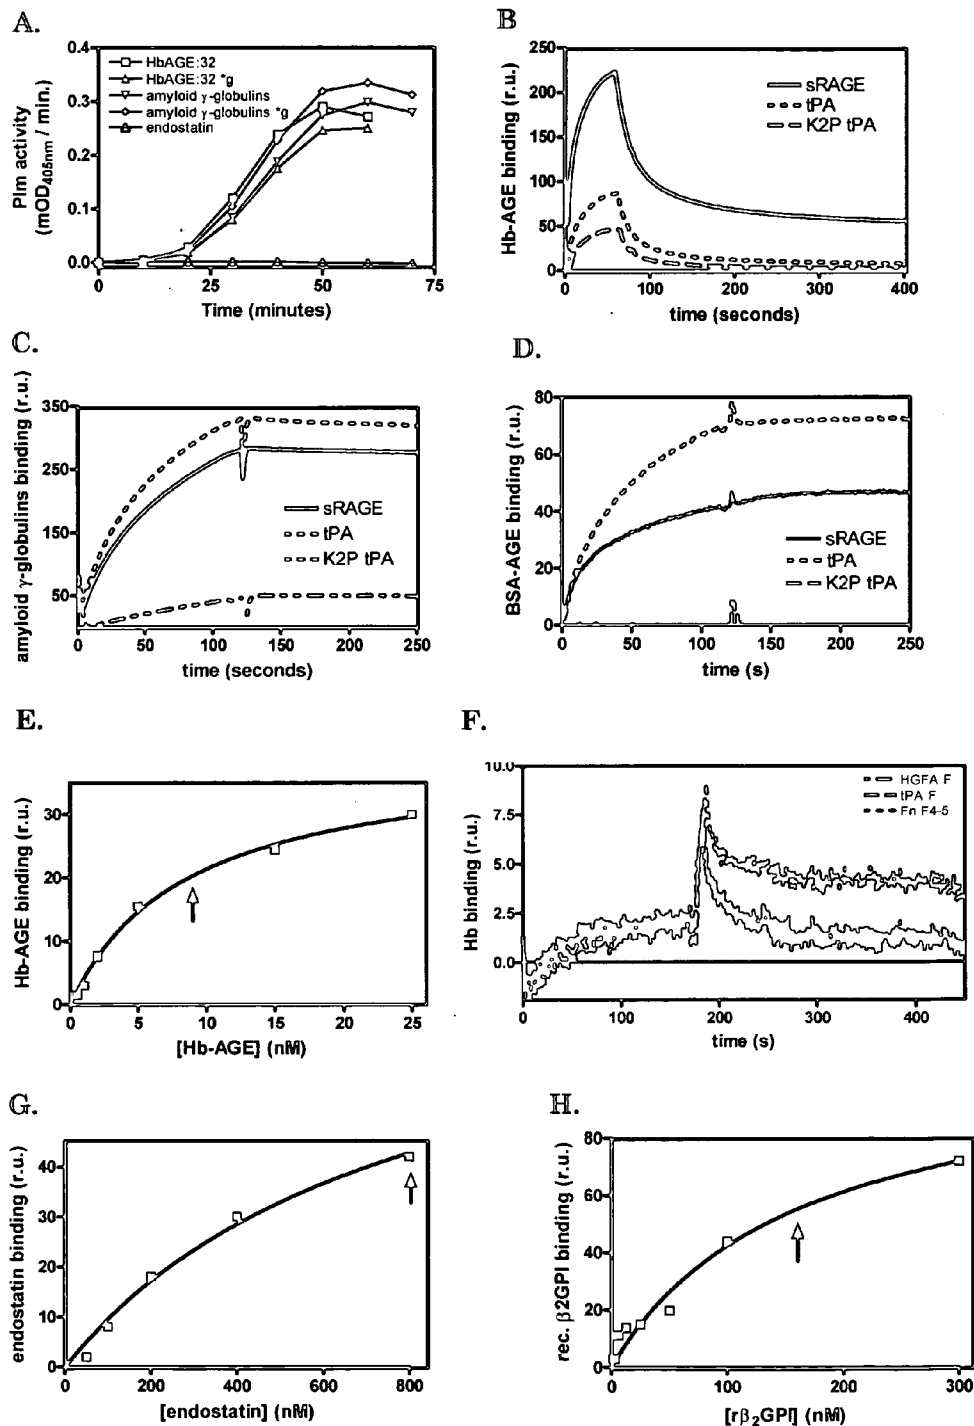 A.
Plm activity
(mOD405nm / min.)
0.4
0.3
0.2
0.1
0.0
HbAGE:32
HbAGE:32 *g
amyloid γ-globulins
amyloid γ-globulins *g
endostatin
0 25 50 75
Time (minutes)
B
Hb-AGE binding (r.u.)
250
200
150
100
50
0
sRAGE
tPA
K2P tPA
0 100 200 300 400
time (seconds)
C.
amyloid γ-globulins binding (r.u.)
350
250
150
50
sRAGE
tPA
K2P tPA
0 50 100 150 200 250
time (seconds)
D.
BSA-AGE binding (r.u.)
80
60
40
20
0
sRAGE
tPA
K2P tPA
0 50 100 150 200 250
time (s)
E.
Hb-AGE binding (r.u.)
30
20
10
0
0 5 10 15 20 25
[Hb-AGE] (nM)
F.
Hb binding (r.u.)
10.0
7.5
5.0
2.5
0.0
HGFA F
tPA F
Fn F4-5
0 100 200 300 400
time (s)
G.
endostatin binding (r.u.)
40
30
20
10
0
0 200 400 600 800
[endostatin] (nM)
H.
rec. β2GPI binding (r.u.)
80
60
40
20
0
0 100 200 300
[rβ2GPI] (nM)